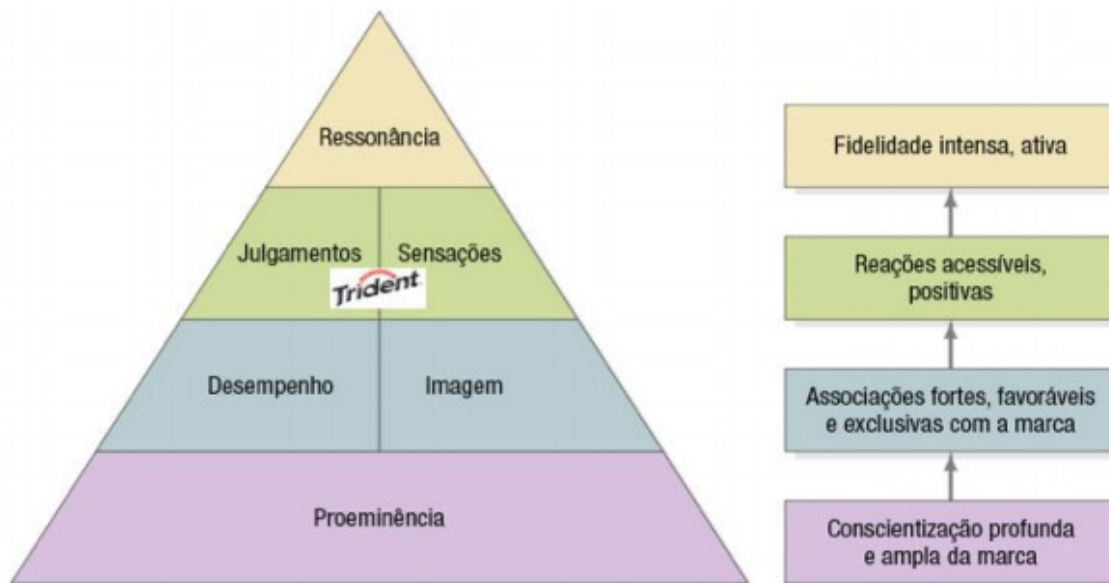 Ressonância
Julgamentos
Sensações
Trident
Desempenho
Imagem
Proeminência
Fidelidade intensa, ativa
Reações acessíveis,
positivas
Associações fortes, favoráveis
e exclusivas com a marca
Conscientização profunda
e ampla da marca